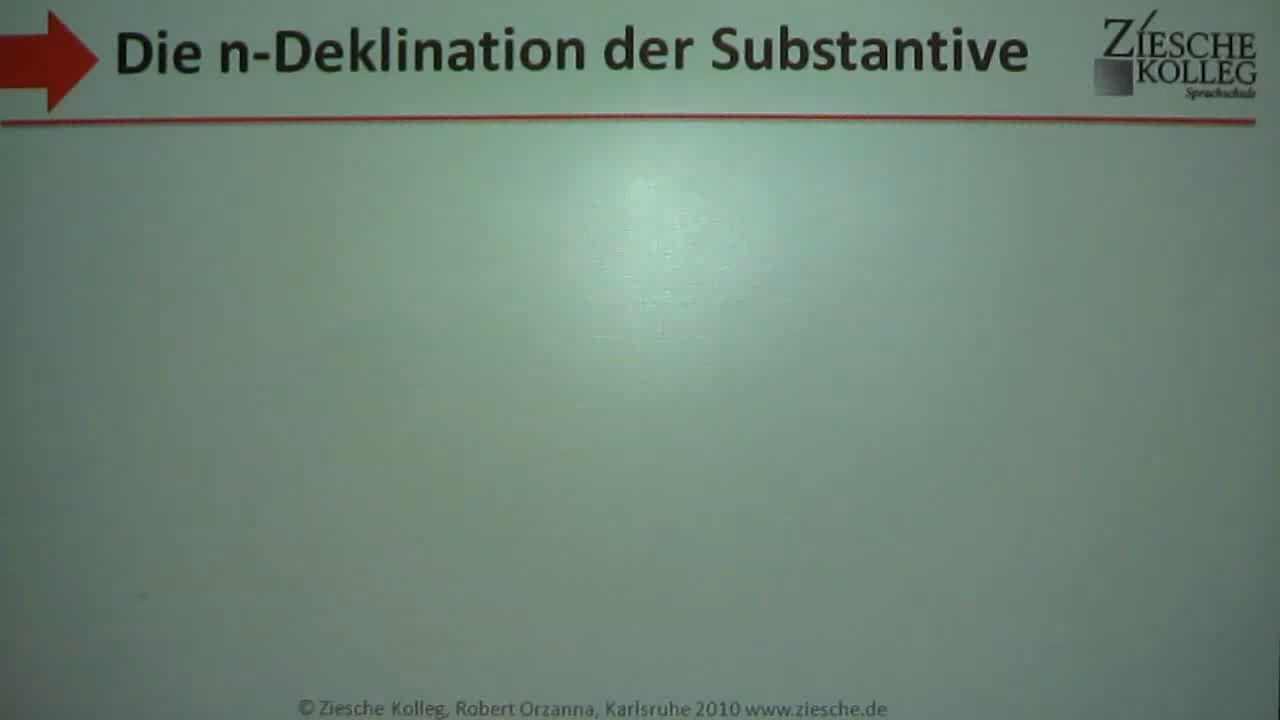 Die n-Deklination der Substantive
ZIESCHE
KOLLEG
Sprachschule
© Ziesche Kolleg, Robert Orzanna, Karlsruhe 2010 www.ziesche.de